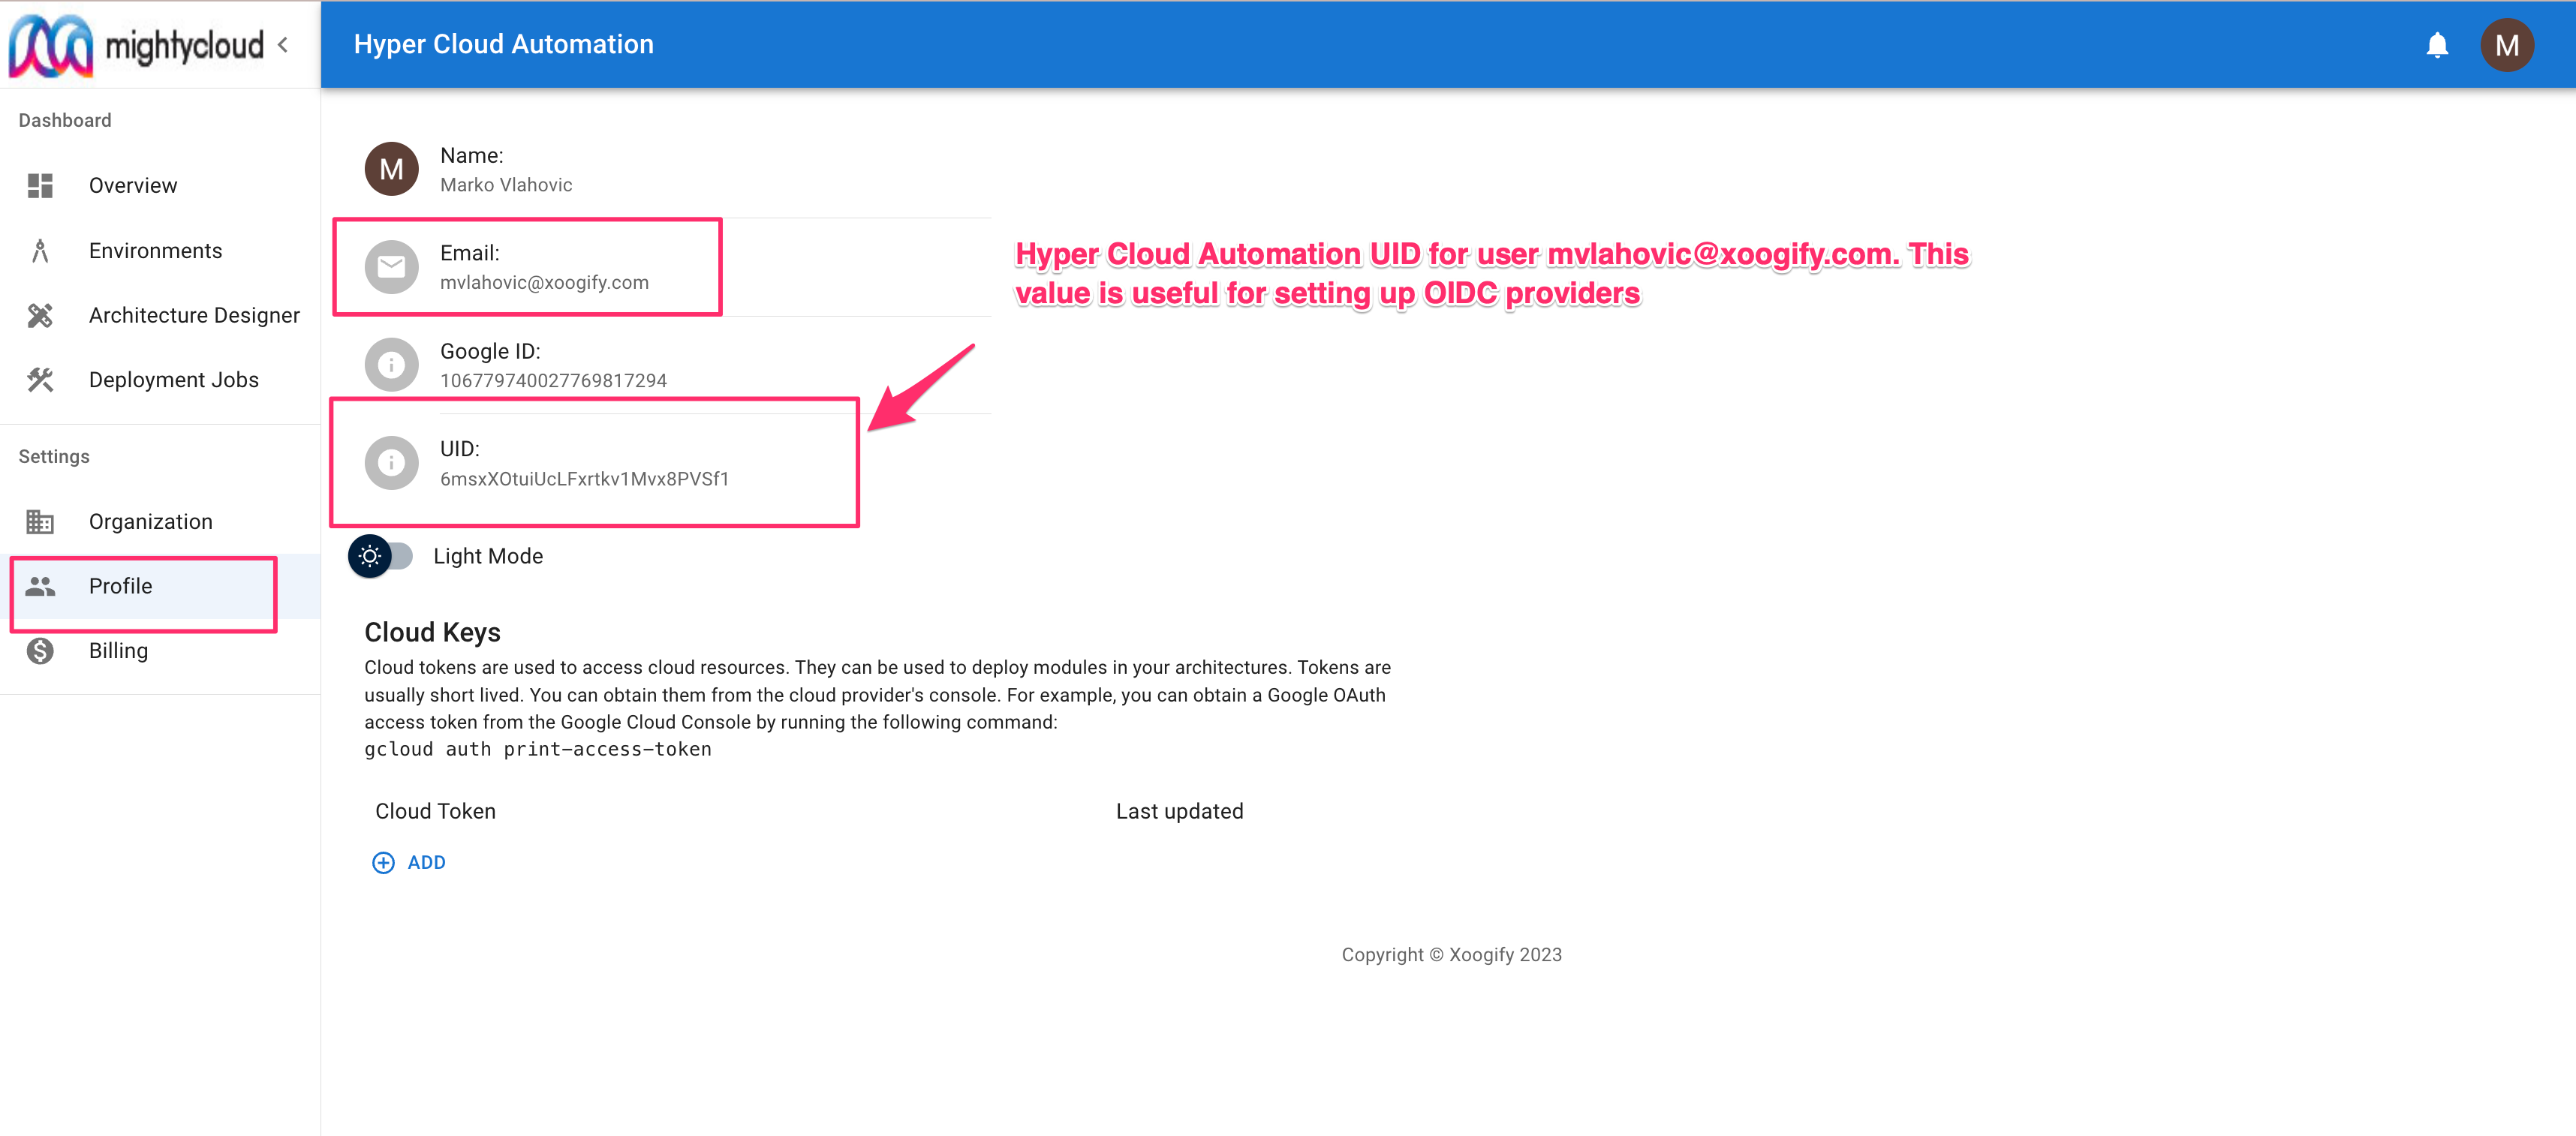 mightycloud
Hyper Cloud Automation
M
Dashboard
Overview
Environments
Architecture Designer
Deployment Jobs
Settings
Organization
Profile
Billing
M
Name:
Marko Vlahovic
Email:
mvlahovic@xoogify.com
Google ID:
106779740027769817294
UID:
6msxXOtuiUcLFxrtkv1Mvx8PVSf1
Hyper Cloud Automation UID for user mvlahovic@xoogify.com. This
value is useful for setting up OIDC providers
Light Mode
Cloud Keys
Cloud tokens are used to access cloud resources. They can be used to deploy modules in your architectures. Tokens are
usually short lived. You can obtain them from the cloud provider's console. For example, you can obtain a Google OAuth
access token from the Google Cloud Console by running the following command:
gcloud auth print-access-token
Cloud Token
Last updated
ADD
Copyright © Xoogify 2023